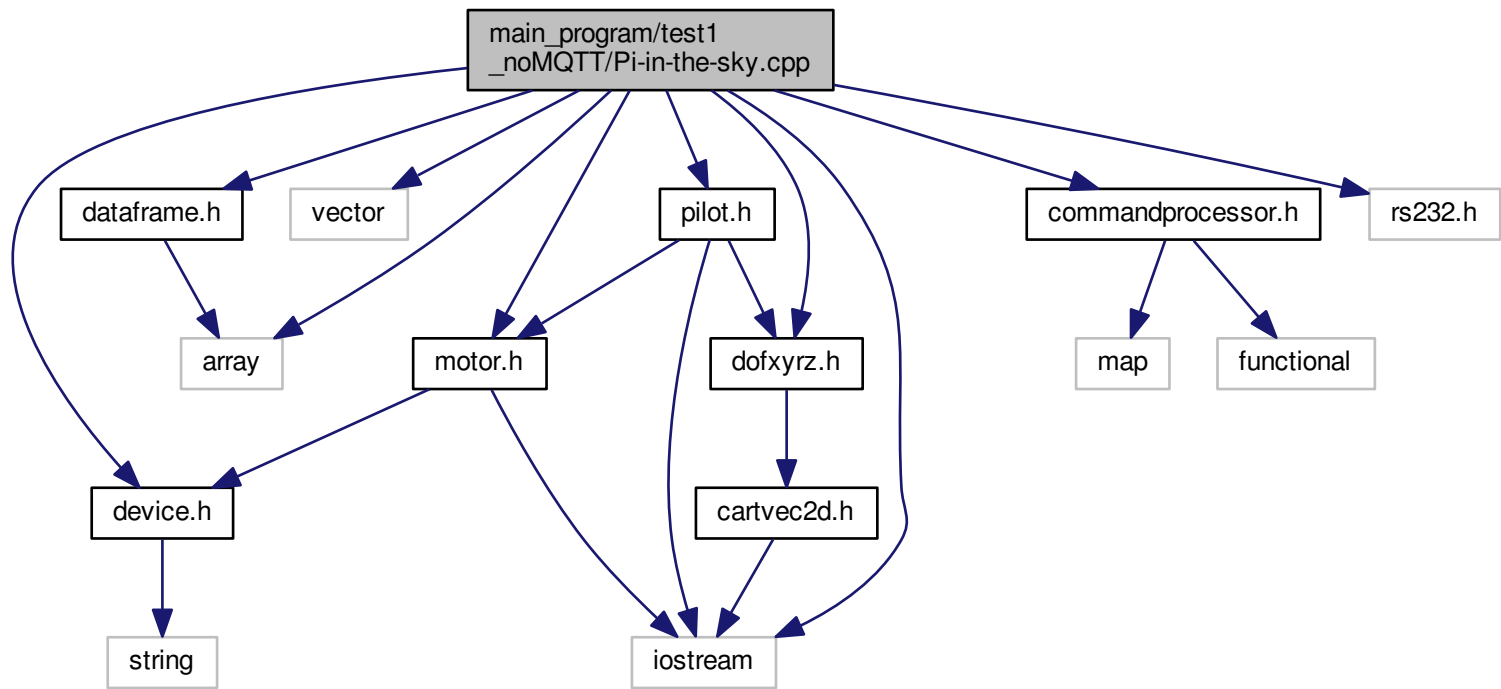 main_program/test1
_noMQTT/Pi-in-the-sky.cpp
dataframe.h
vector
pilot.h
commandprocessor.h
rs232.h
array
motor.h
dofxyrz.h
map
functional
device.h
cartvec2d.h
string
iostream